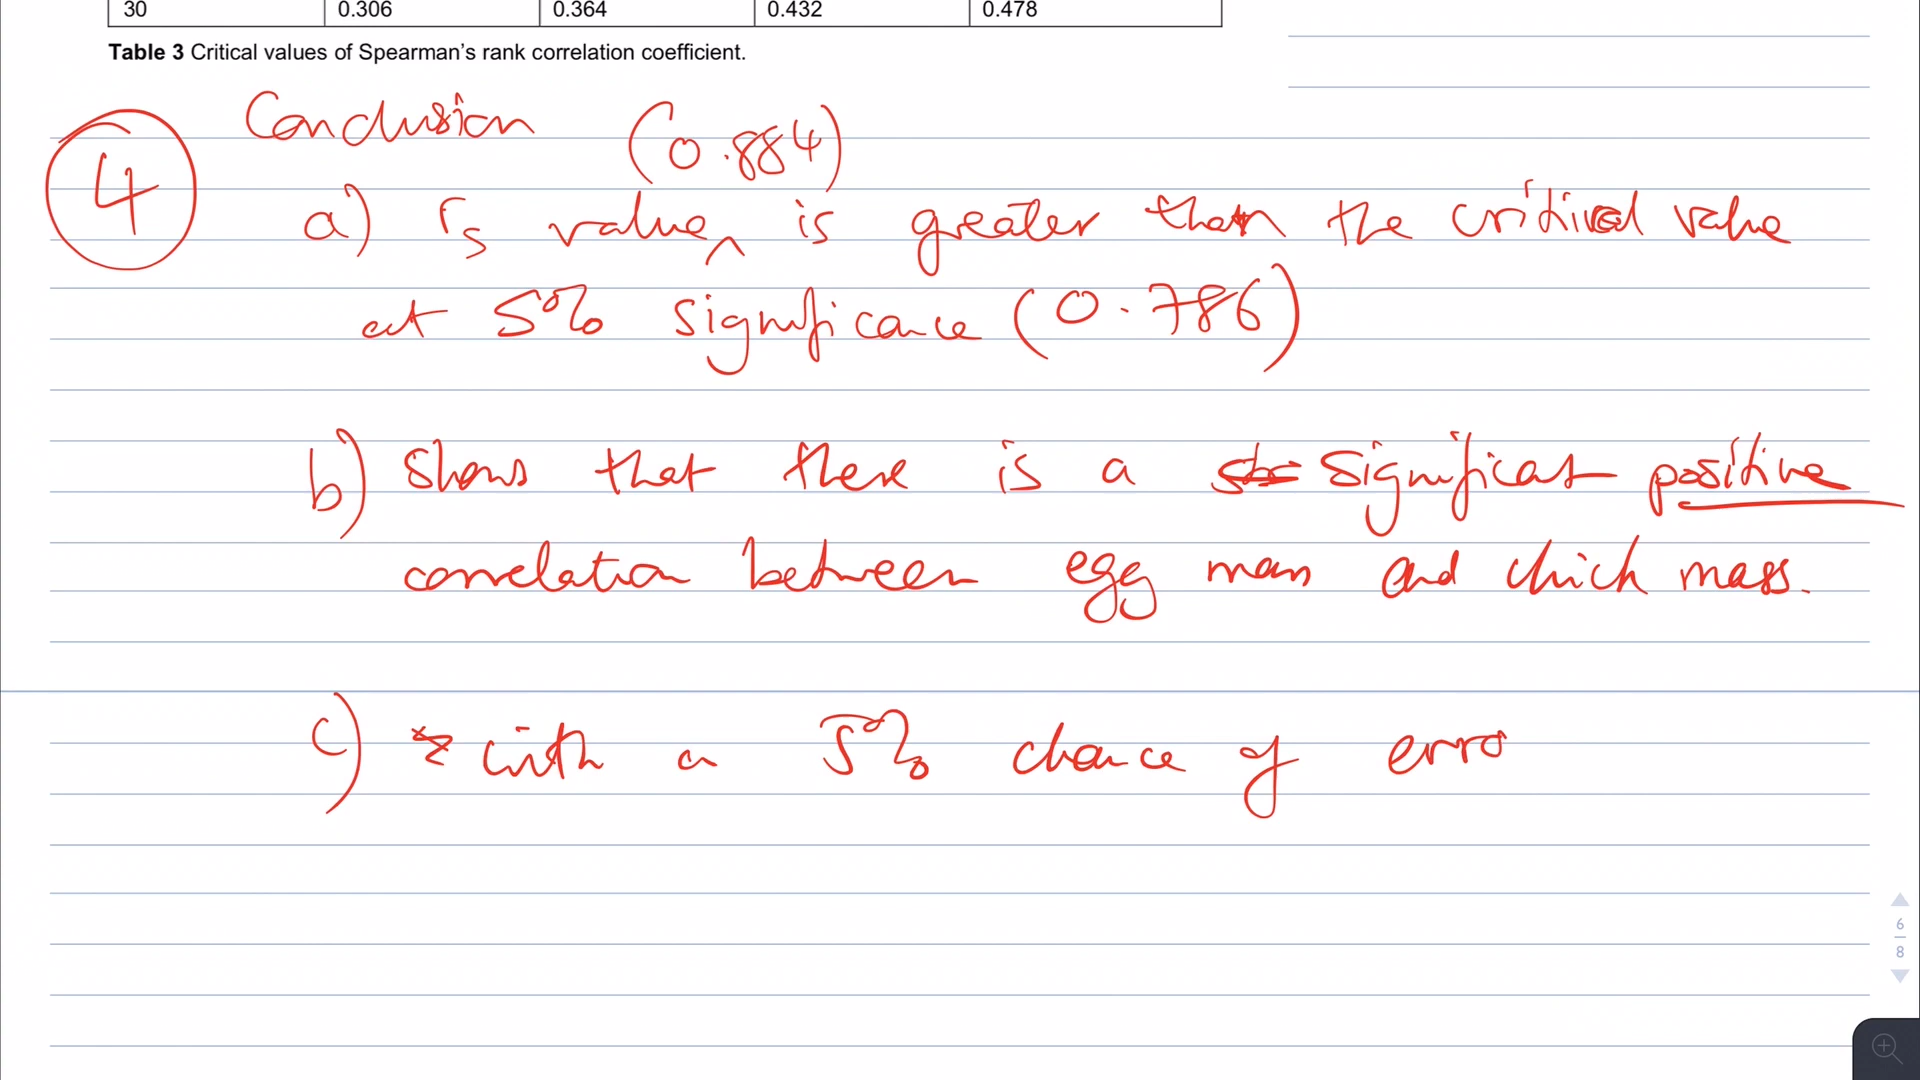 30 0.306 0.364 0.432 0.478
Table 3 Critical values of Spearman's rank correlation coefficient.
Conclusion (0.884)
4
a) rs value^ is greater than the critical value
at 5% significance (0.786)
b) Shows that there is a significant positive
correlation between egg mass and chick mass.
c) with a 5% chance of erro
6
8